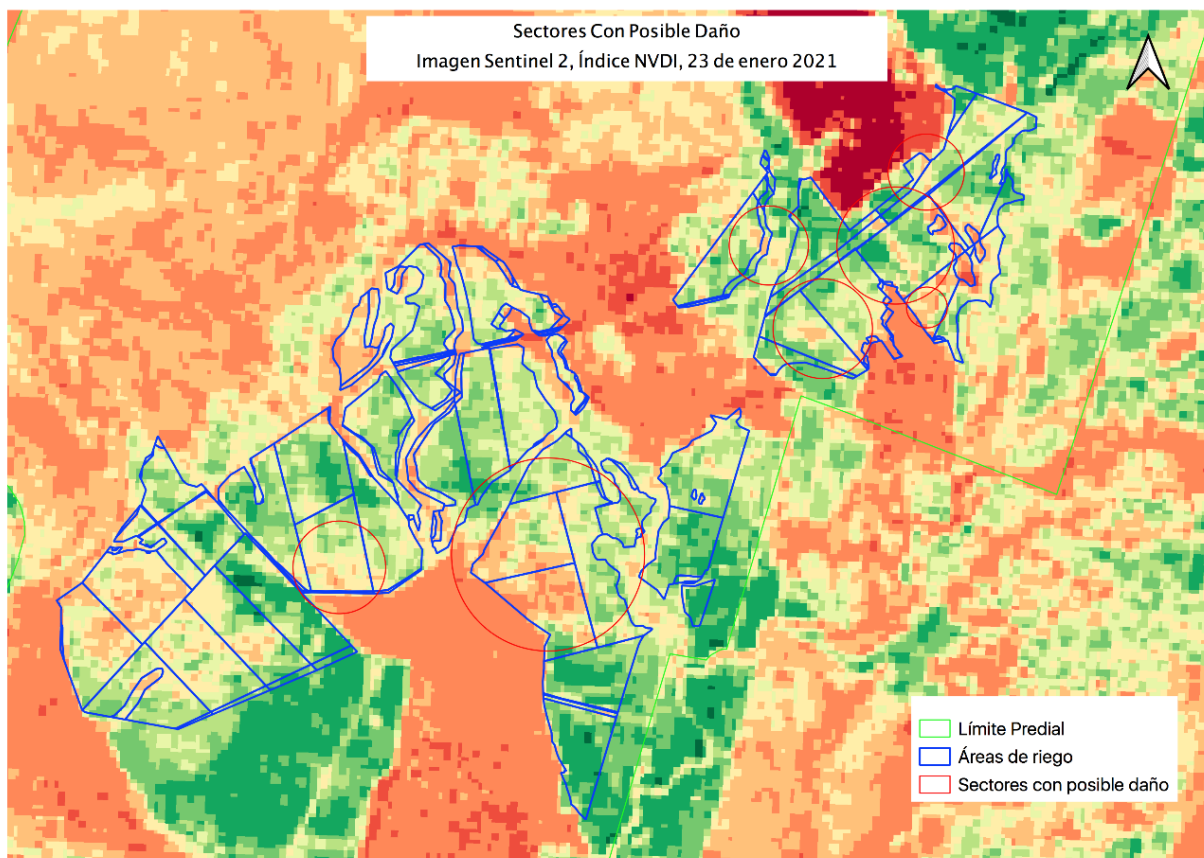 Sectores Con Posible Daño
Imagen Sentinel 2, Índice NVDI, 23 de enero 2021
Límite Predial
Áreas de riego
Sectores con posible daño